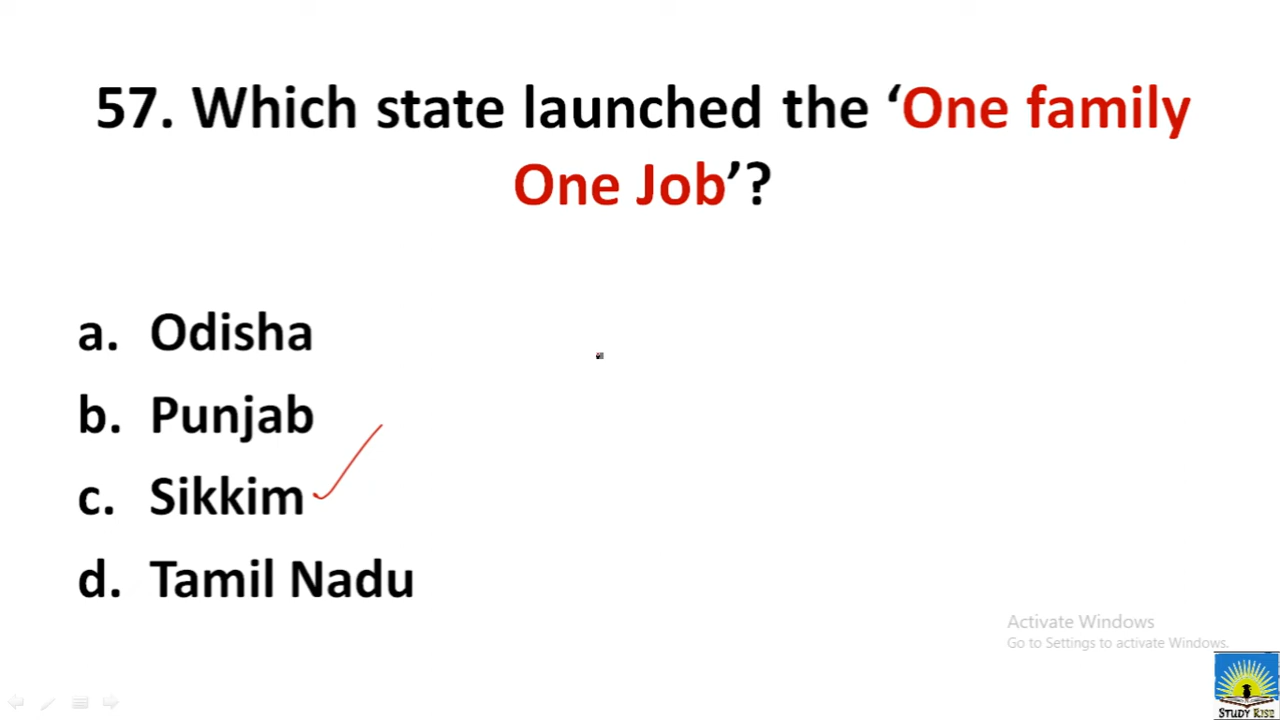 57. Which state launched the ‘One family
One Job’?
a. Odisha
b. Punjab
c. Sikkim
d. Tamil Nadu
Activate Windows
Go to Settings to activate Windows.
STUDY RISE